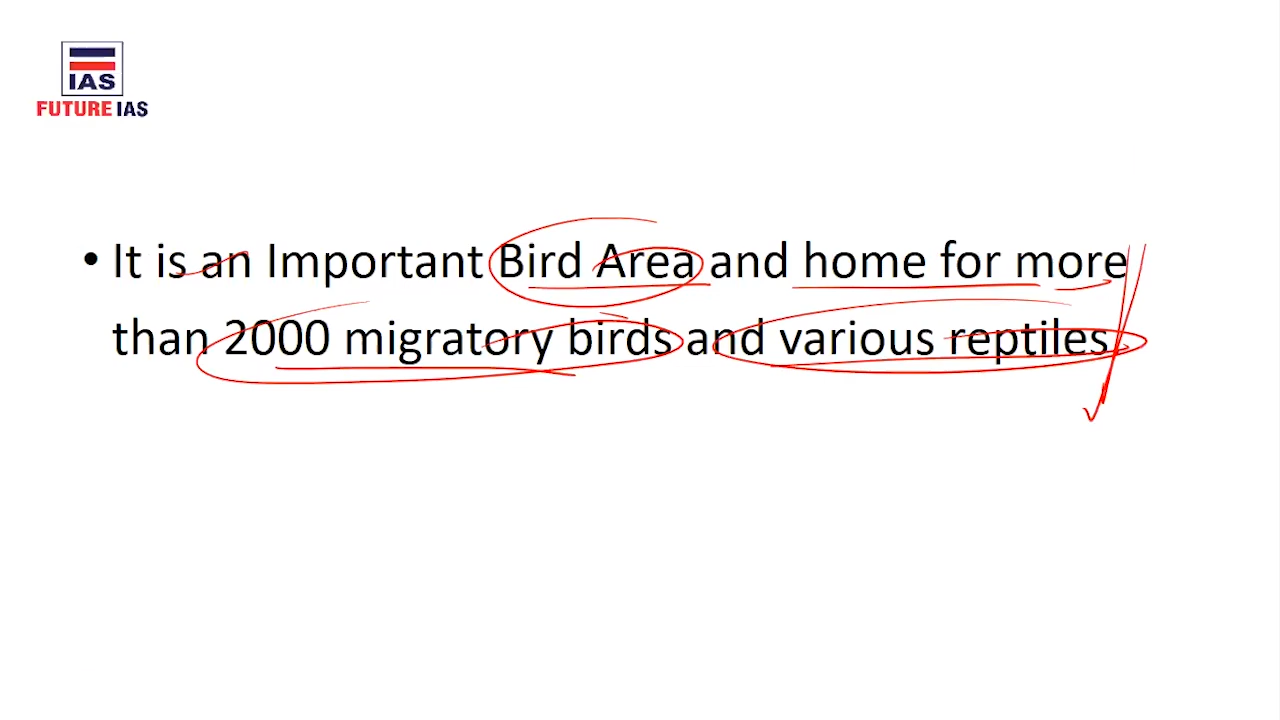 IAS
FUTURE IAS
• It is an Important Bird Area and home for more
than 2000 migratory birds and various reptiles.